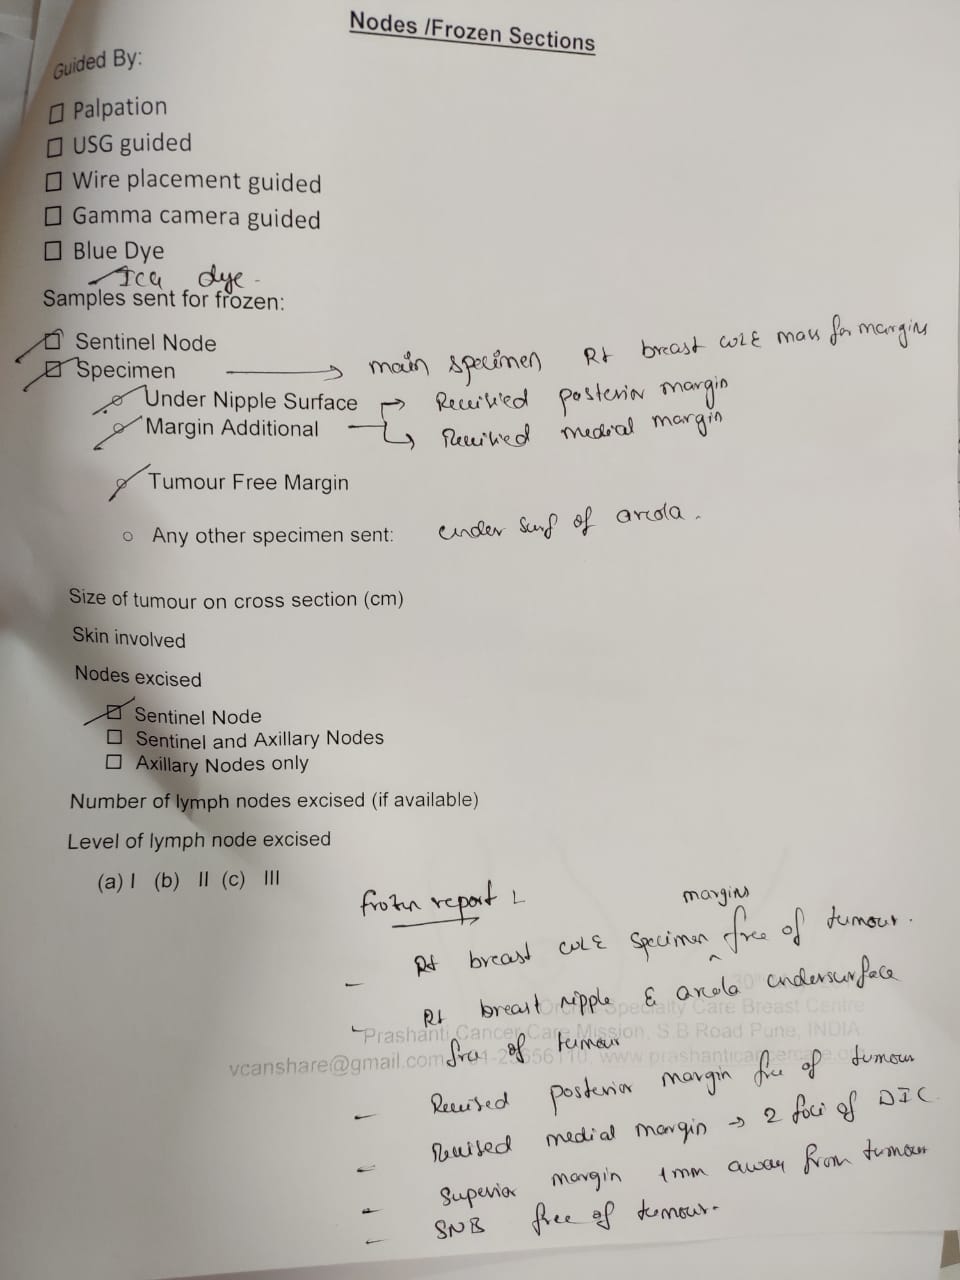 Nodes /Frozen Sections
Guided By:
Palpation
USG guided
Wire placement guided
Gamma camera guided
Blue Dye
ICG dye -
Samples sent for frozen:
Sentinel Node
Specimen → main specimen Rt breast WLE mass for margins
Under Nipple Surface → Received posterior margin
Margin Additional → Received medial margin
Tumour Free Margin
Any other specimen sent: under surf of areola.
Size of tumour on cross section (cm)
Skin involved
Nodes excised
Sentinel Node
Sentinel and Axillary Nodes
Axillary Nodes only
Number of lymph nodes excised (if available)
Level of lymph node excised
(a) I (b) II (c) III
frozen report
- Rt breast WLE specimen margins free of tumour.
- Rt breast nipple & areola undersurface
Specialty Care Breast Centre
Prashanti Cancer Care Mission, S.B Road Pune, INDIA
free of tumour
vcanshare@gmail.com www.prashanticancercare.
- Revised posterior margin free of tumour
- Revised medial margin → 2 foci of DIC
- Superior margin 1mm away from tumour
- SNB free of tumour.